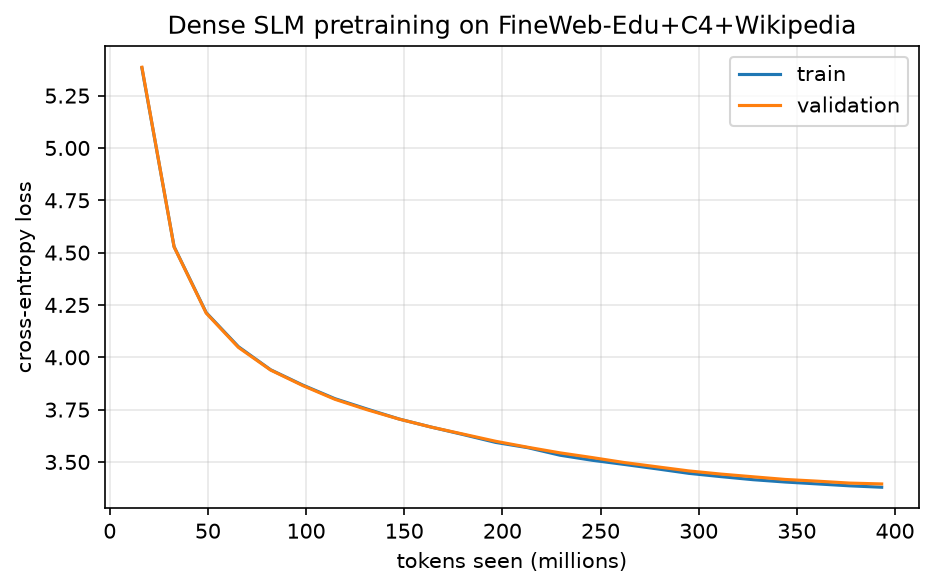 Dense SLM pretraining on FineWeb-Edu+C4+Wikipedia
train
validation
5.25
5.00
4.75
4.50
4.25
4.00
3.75
3.50
cross-entropy loss
0 50 100 150 200 250 300 350 400
tokens seen (millions)